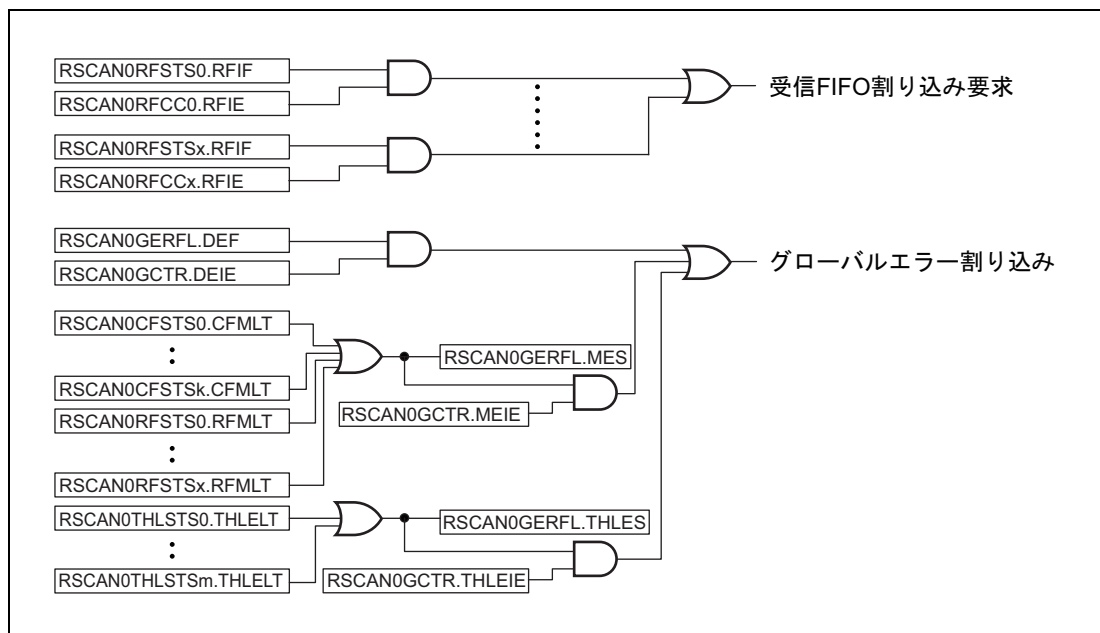 RSCAN0RFSTS0.RFIF
RSCAN0RFCC0.RFIE
受信FIFO割り込み要求
RSCAN0RFSTSx.RFIF
RSCAN0RFCCx.RFIE
RSCAN0GERFL.DEF
RSCAN0GCTR.DEIE
グローバルエラー割り込み
RSCAN0CFSTS0.CFMLT
RSCAN0GERFL.MES
RSCAN0CFSTSk.CFMLT
RSCAN0RFSTS0.RFMLT
RSCAN0GCTR.MEIE
RSCAN0RFSTSx.RFMLT
RSCAN0THLSTS0.THLELT
RSCAN0GERFL.THLES
RSCAN0THLSTSm.THLELT
RSCAN0GCTR.THLEIE